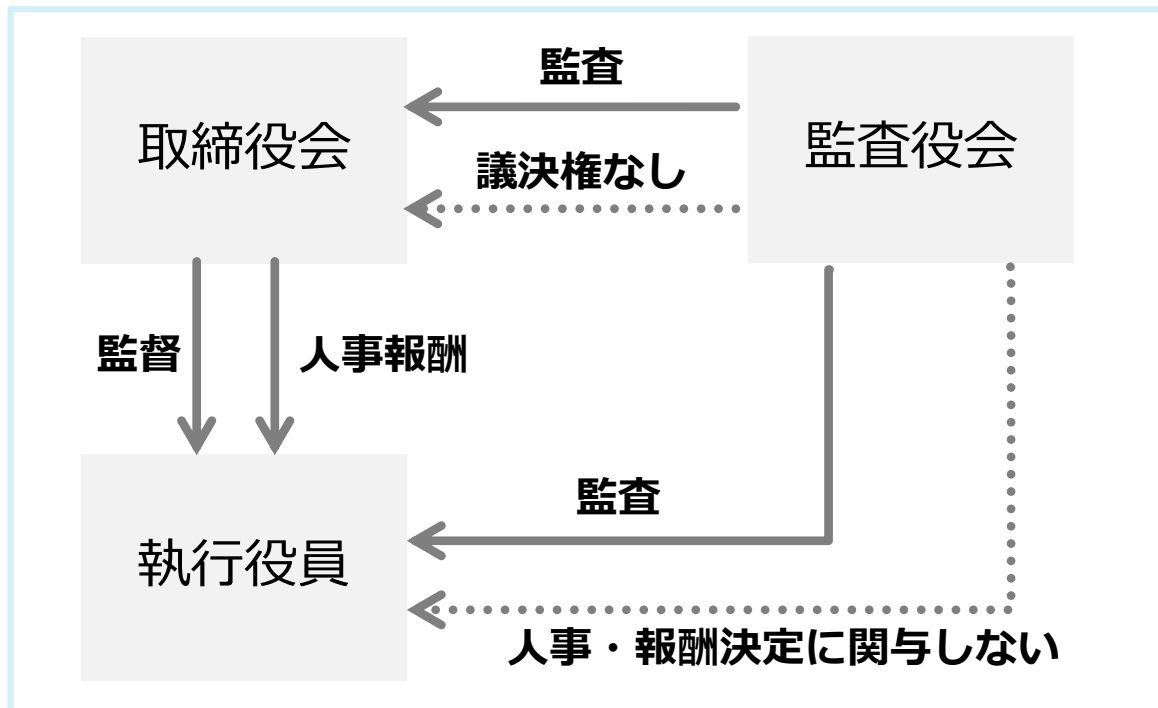 監査
取締役会
監査役会
議決権なし
監督
人事報酬
監査
執行役員
人事・報酬決定に関与しない